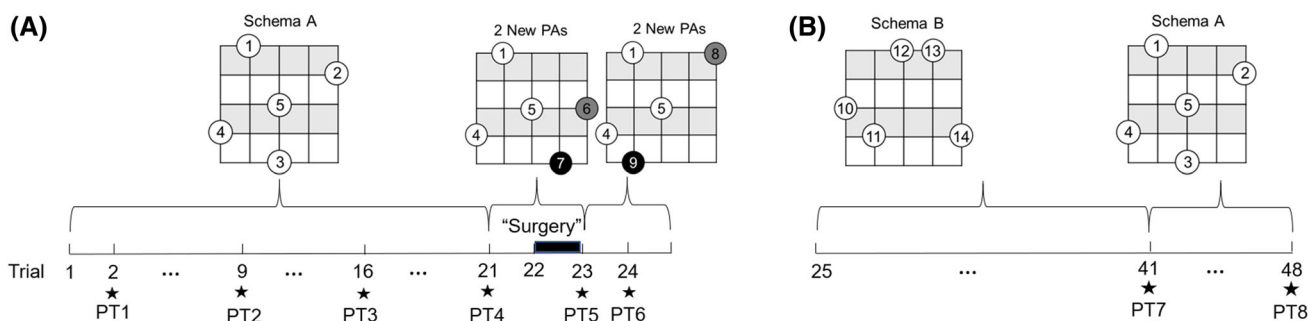 (A)
Schema A
1
2
5
4
3
2 New PAs
1
5
6
4
7
2 New PAs
1
8
5
4
9
"Surgery"
Trial 1 2 ... 9 ... 16 ... 21 22 23 24
★ ★ ★ ★ ★ ★
PT1 PT2 PT3 PT4 PT5 PT6
(B)
Schema B
12 13
10
11 14
Schema A
1
2
5
4
3
25 ... 41 ... 48
★ ★
PT7 PT8